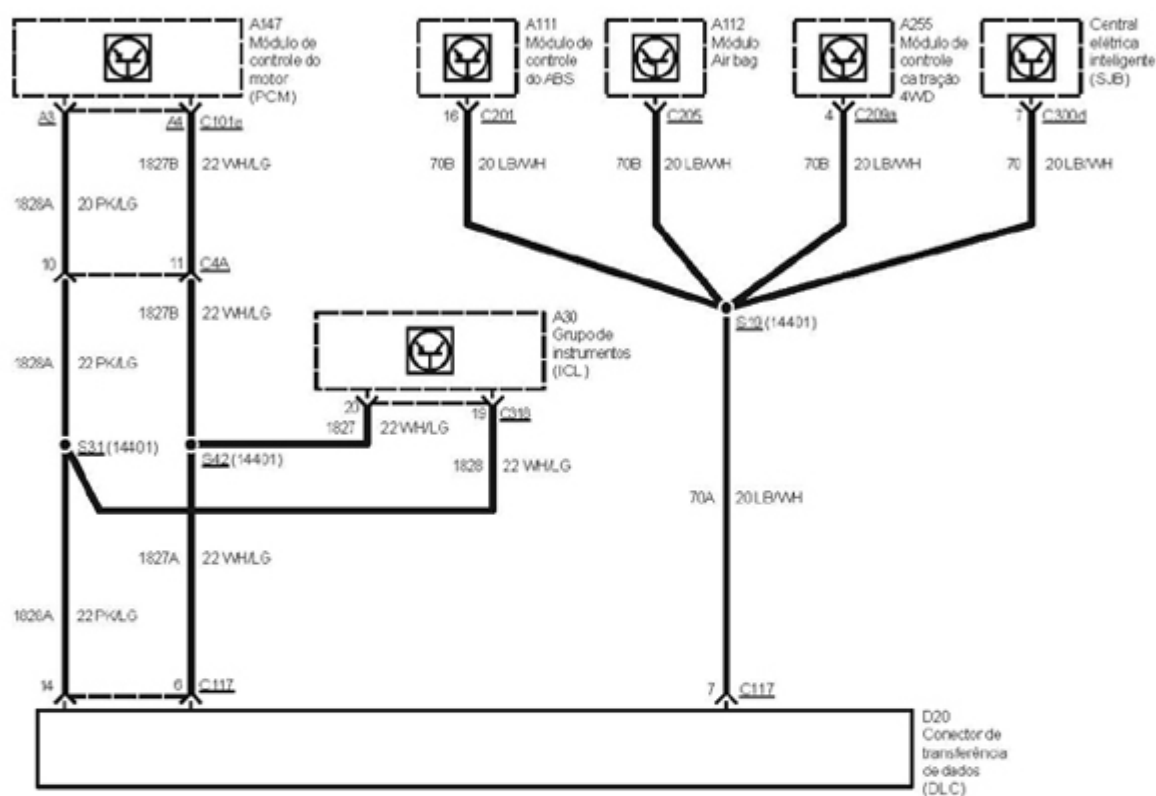 A147
Módulo de
controle do
motor
(PCM)
A111
Módulo de
controle
do ABS
A112
Módulo
Air bag
A255
Módulo de
controle
da tração
4WD
Central
elétrica
inteligente
(SJB)
A3
A4 C101e
16 C201
C205
4 C209a
7 C300d
1827B 22 WH/LG
70B 20 LB/WH
70B 20 LB/WH
70B 20 LB/WH
70 20 LB/WH
1828A 20 PK/LG
10
11 C4A
1827B 22 WH/LG
A30
Grupo de
instrumentos
(ICL)
S10 (14401)
1828A 22 PK/LG
20
19 C318
1827 22 WH/LG
S31 (14401)
S42 (14401)
1828 22 WH/LG
70A 20 LB/WH
1827A 22 WH/LG
1828A 22 PK/LG
14
6 C117
7 C117
D20
Conector de
transferência
de dados
(DLC)